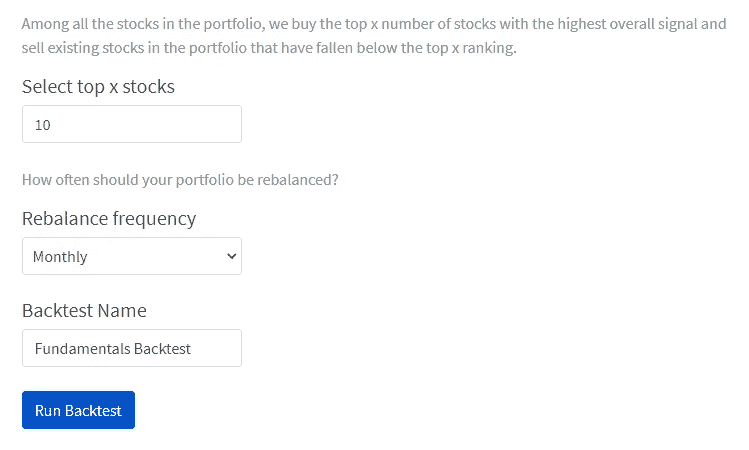 Among all the stocks in the portfolio, we buy the top x number of stocks with the highest overall signal and
sell existing stocks in the portfolio that have fallen below the top x ranking.
Select top x stocks
10
How often should your portfolio be rebalanced?
Rebalance frequency
Monthly
Backtest Name
Fundamentals Backtest
Run Backtest